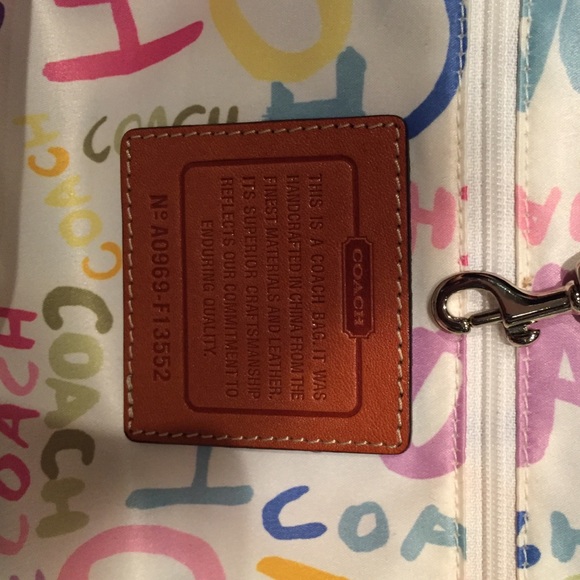 COACH
THIS IS A COACH BAG. IT WAS
HANDCRAFTED IN CHINA FROM THE
FINEST MATERIALS AND LEATHER.
ITS SUPERIOR CRAFTSMANSHIP
REFLECTS OUR COMMITMENT TO
ENDURING QUALITY.
Nº A0969-F13552
COACH
COACH
COACH
COACH
COACH
COACH